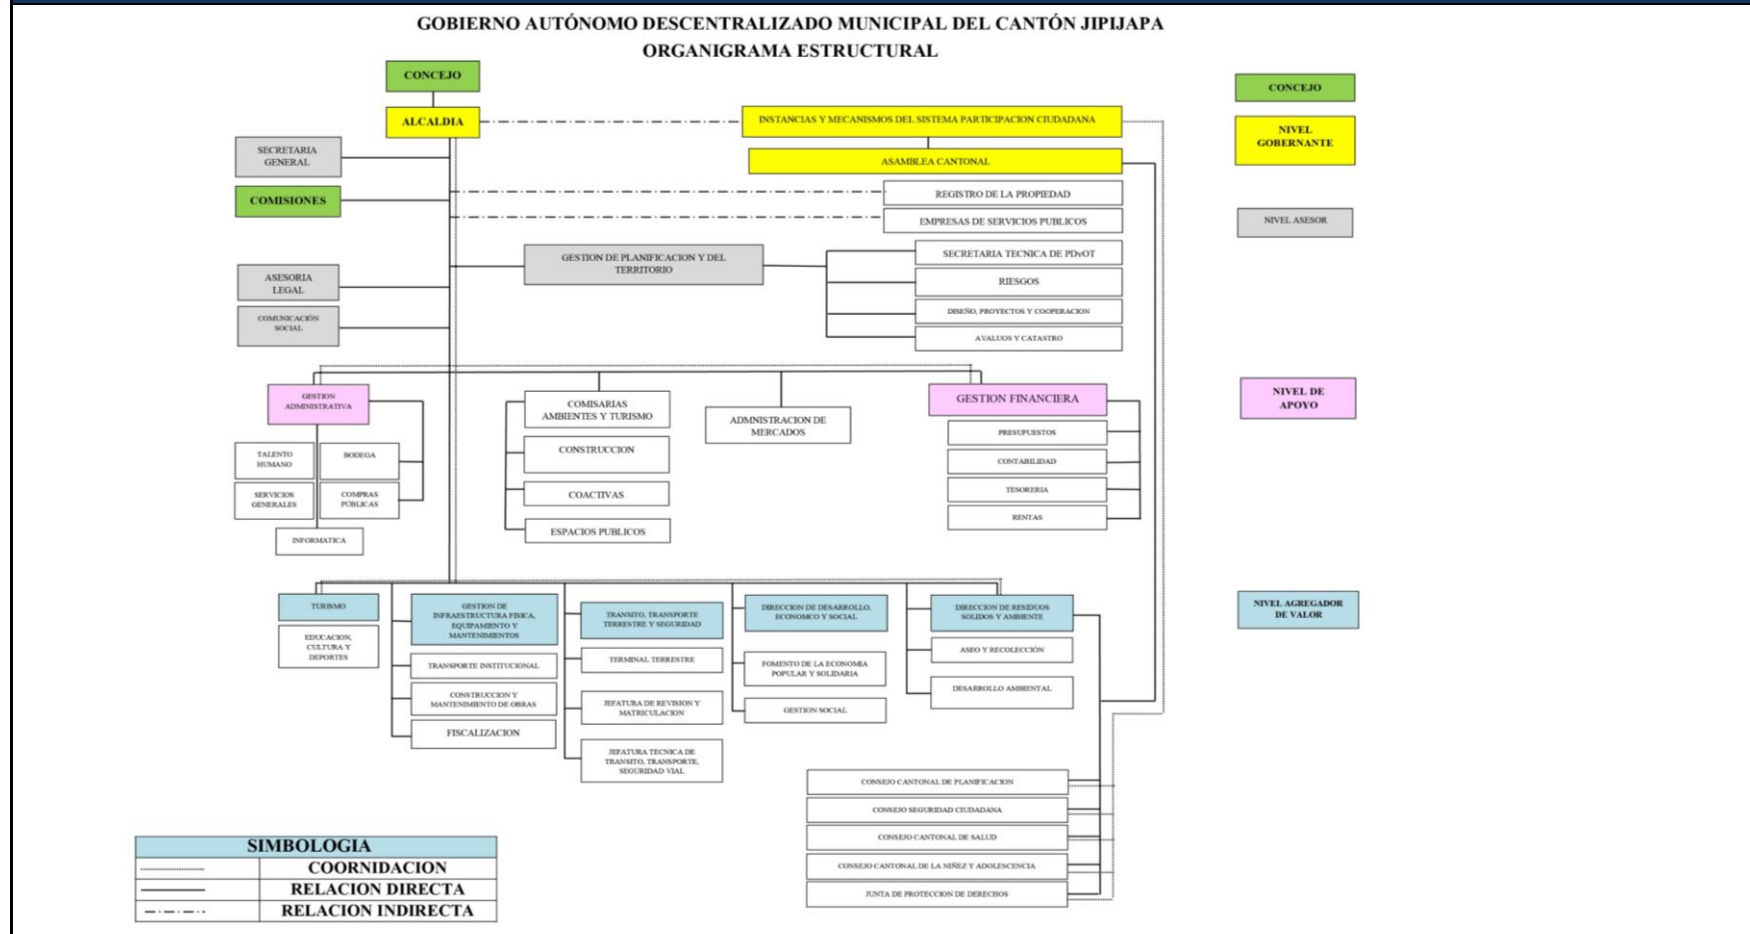 GOBIERNO AUTÓNOMO DESCENTRALIZADO MUNICIPAL DEL CANTÓN JIPIJAPA
ORGANIGRAMA ESTRUCTURAL
CONCEJO
ALCALDIA
INSTANCIAS Y MECANISMOS DEL SISTEMA PARTICIPACION CIUDADANA
ASAMBLEA CANTONAL
SECRETARIA
GENERAL
COMISIONES
REGISTRO DE LA PROPIEDAD
EMPRESAS DE SERVICIOS PUBLICOS
GESTION DE PLANIFICACION Y DEL
TERRITORIO
SECRETARIA TECNICA DE PDyOT
RIESGOS
DISEÑO, PROYECTOS Y COOPERACION
AVALUOS Y CATASTRO
ASESORIA
LEGAL
COMUNICACIÓN
SOCIAL
GESTION
ADMINISTRATIVA
TALENTO
HUMANO
BODEGA
SERVICIOS
GENERALES
COMPRAS
PÚBLICAS
INFORMATICA
COMISARIAS
AMBIENTES Y TURISMO
CONSTRUCCION
COACTIVAS
ESPACIOS PUBLICOS
ADMNISTRACION DE
MERCADOS
GESTION FINANCIERA
PRESUPUESTOS
CONTABILIDAD
TESORERIA
RENTAS
TURISMO
EDUCACION,
CULTURA Y
DEPORTES
GESTION DE
INFRAESTRUCTURA FISICA,
EQUIPAMIENTO Y
MANTENIMIENTOS
TRANSPORTE INSTITUCIONAL
CONSTRUCCION Y
MANTENIMIENTO DE OBRAS
FISCALIZACION
TRANSITO, TRANSPORTE
TERRESTRE Y SEGURIDAD
TERMINAL TERRESTRE
JEFATURA DE REVISION Y
MATRICULACION
JEFATURA TECNICA DE
TRANSITO, TRANSPORTE,
SEGURIDAD VIAL
DIRECCION DE DESARROLLO,
ECONOMICO Y SOCIAL
FOMENTO DE LA ECONOMIA
POPULAR Y SOLIDARIA
GESTION SOCIAL
DIRECCION DE RESIDUOS
SOLIDOS Y AMBIENTE
ASEO Y RECOLECCIÓN
DESARROLLO AMBIENTAL
CONSEJO CANTONAL DE PLANIFICACION
CONSEJO SEGURIDAD CIUDADANA
CONSEJO CANTONAL DE SALUD
CONSEJO CANTONAL DE LA NIÑEZ Y ADOLESCENCIA
JUNTA DE PROTECCION DE DERECHOS
CONCEJO
NIVEL
GOBERNANTE
NIVEL ASESOR
NIVEL DE
APOYO
NIVEL AGREGADOR
DE VALOR
SIMBOLOGIA
COORNIDACION
RELACION DIRECTA
RELACION INDIRECTA